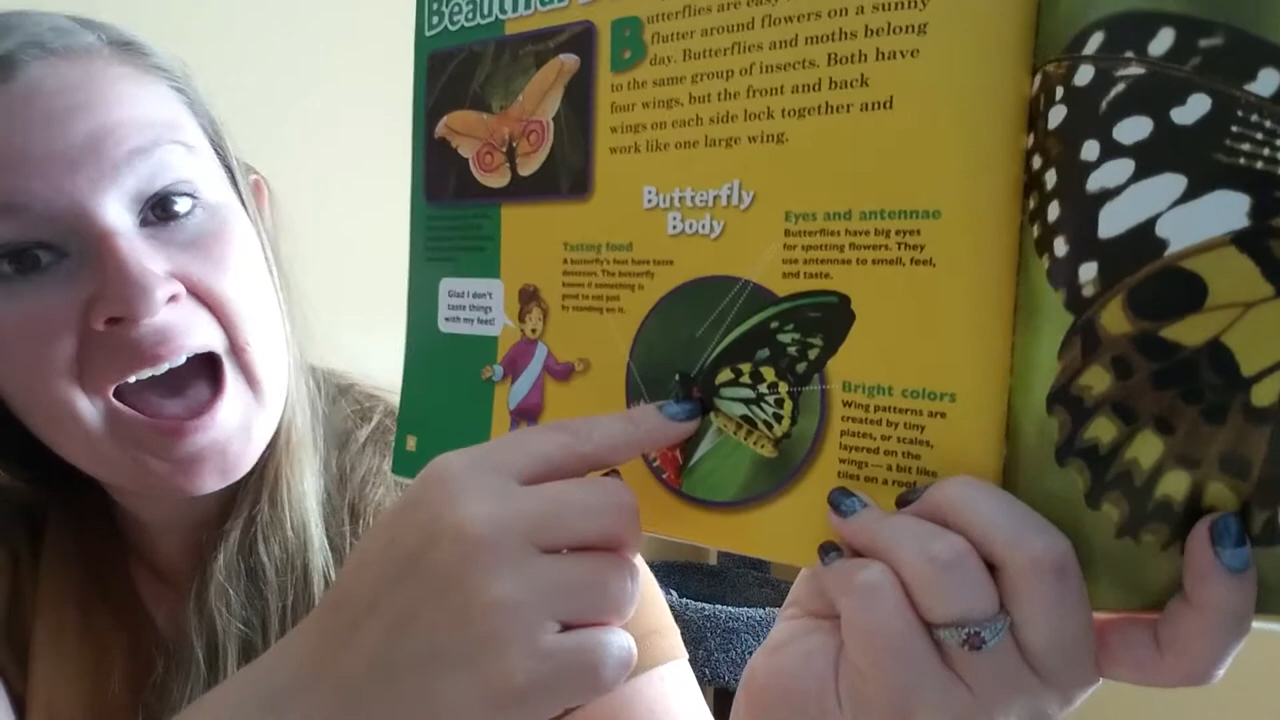 Beautiful
Butterflies are easy
flutter around flowers on a sunny
day. Butterflies and moths belong
to the same group of insects. Both have
four wings, but the front and back
wings on each side lock together and
work like one large wing.
Butterfly
Body
Eyes and antennae
Butterflies have big eyes
for spotting flowers. They
use antennae to smell, feel,
and taste.
Tasting food
A butterfly's feet have taste
detectors. The butterfly
knows if something is
good to eat just
by standing on it.
Glad I don't
taste things
with my feet!
Bright colors
Wing patterns are
created by tiny
plates, or scales,
layered on the
wings — a bit like
tiles on a roof.